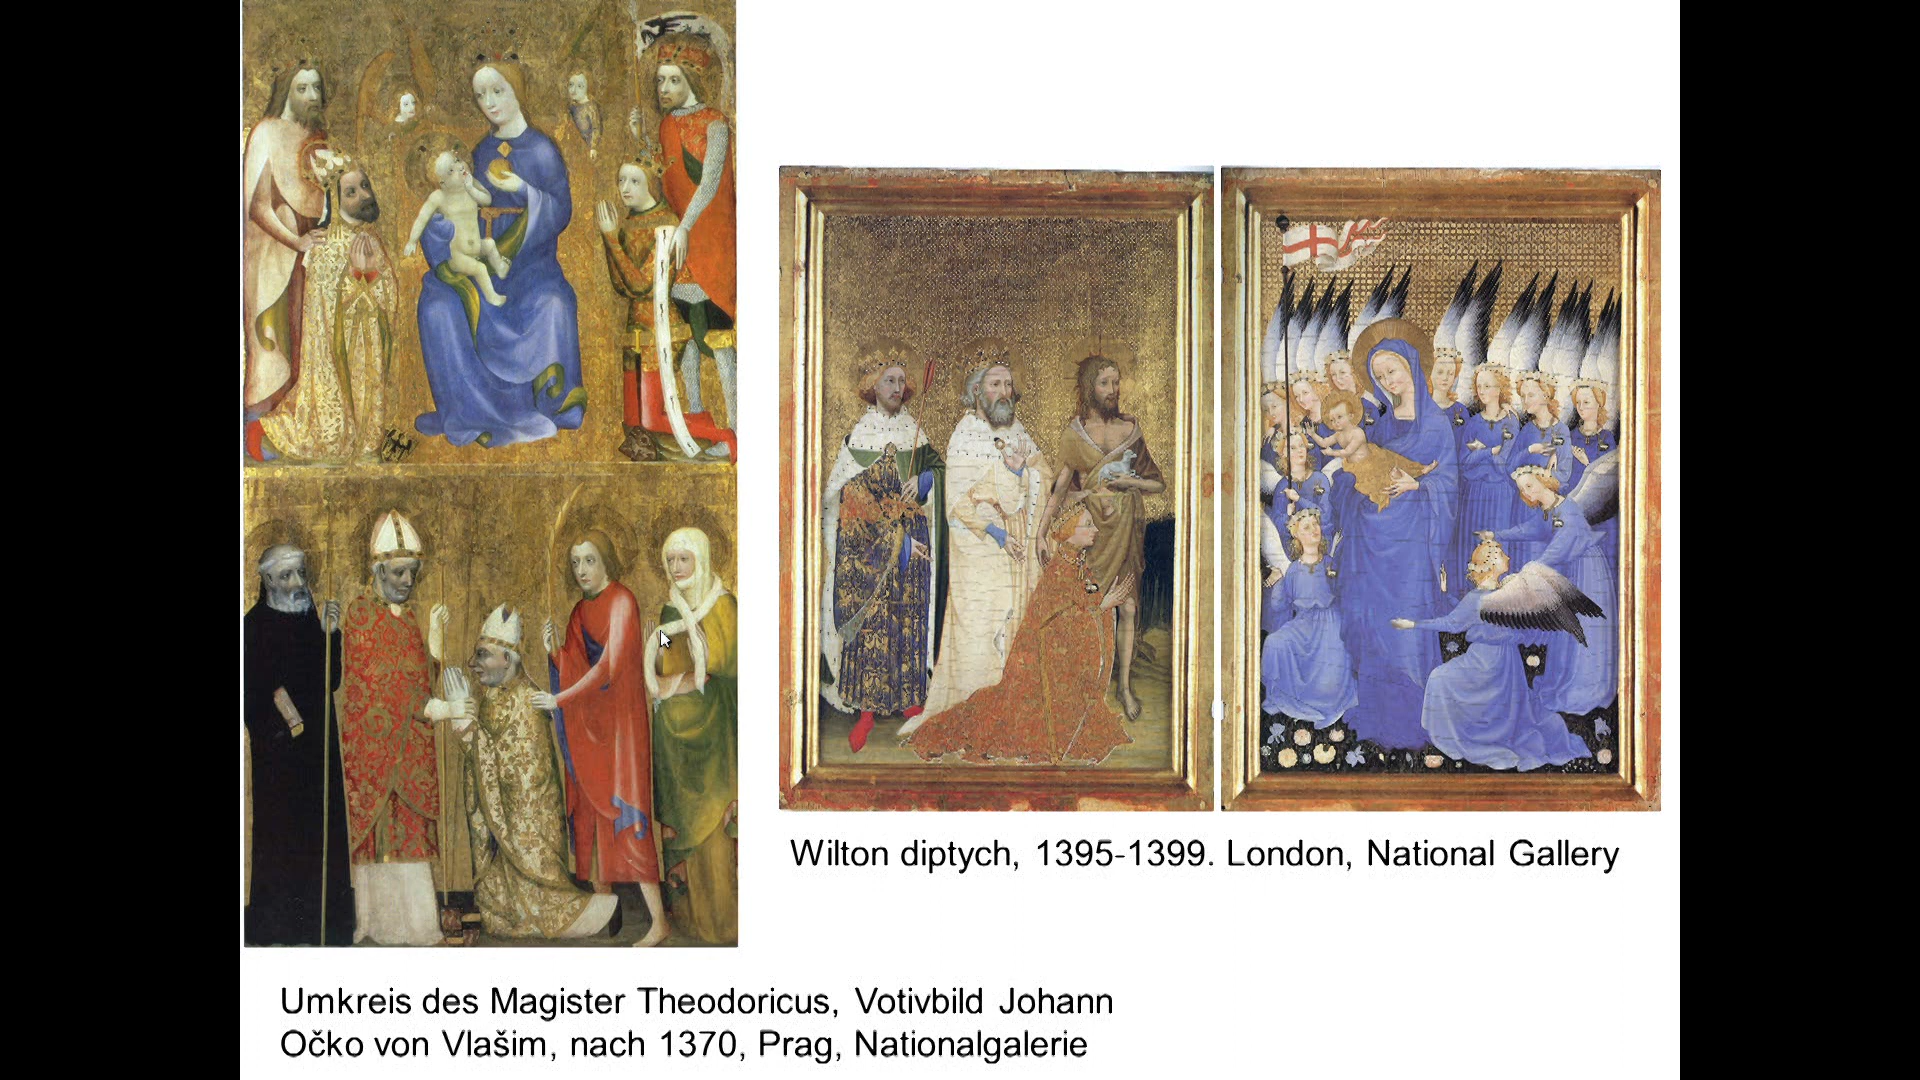 Wilton diptych, 1395-1399. London, National Gallery
Umkreis des Magister Theodoricus, Votivbild Johann
Očko von Vlašim, nach 1370, Prag, Nationalgalerie